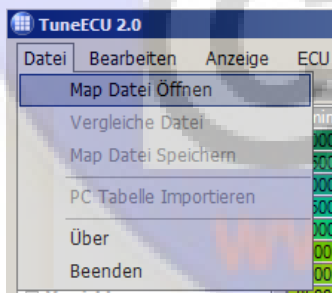 TuneECU 2.0
Datei Bearbeiten Anzeige ECU
Map Datei Öffnen
Vergleiche Datei
Map Datei Speichern
PC Tabelle Importieren
Über
Beenden